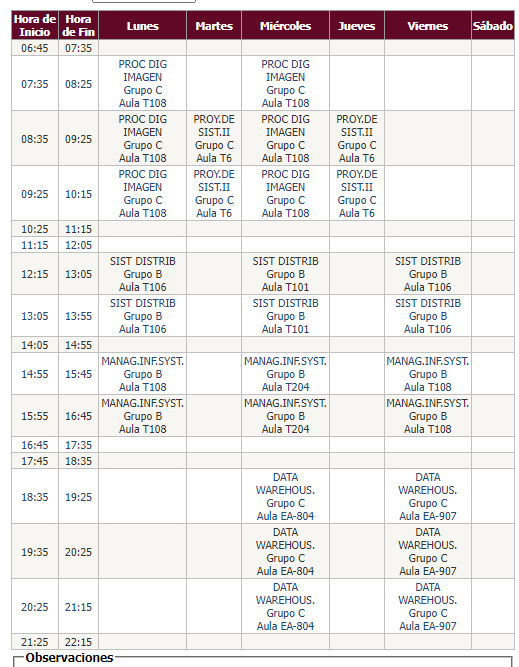 Hora de Inicio Hora de Fin Lunes Martes Miércoles Jueves Viernes Sábado
06:45 07:35
07:35 08:25 PROC DIG IMAGEN Grupo C Aula T108 PROC DIG IMAGEN Grupo C Aula T108
08:35 09:25 PROC DIG IMAGEN Grupo C Aula T108 PROY.DE SIST.II Grupo C Aula T6 PROC DIG IMAGEN Grupo C Aula T108 PROY.DE SIST.II Grupo C Aula T6
09:25 10:15 PROC DIG IMAGEN Grupo C Aula T108 PROY.DE SIST.II Grupo C Aula T6 PROC DIG IMAGEN Grupo C Aula T108 PROY.DE SIST.II Grupo C Aula T6
10:25 11:15
11:15 12:05
12:15 13:05 SIST DISTRIB Grupo B Aula T106 SIST DISTRIB Grupo B Aula T101 SIST DISTRIB Grupo B Aula T106
13:05 13:55 SIST DISTRIB Grupo B Aula T106 SIST DISTRIB Grupo B Aula T101 SIST DISTRIB Grupo B Aula T106
14:05 14:55
14:55 15:45 MANAG.INF.SYST. Grupo B Aula T108 MANAG.INF.SYST. Grupo B Aula T204 MANAG.INF.SYST. Grupo B Aula T108
15:55 16:45 MANAG.INF.SYST. Grupo B Aula T108 MANAG.INF.SYST. Grupo B Aula T204 MANAG.INF.SYST. Grupo B Aula T108
16:45 17:35
17:45 18:35
18:35 19:25 DATA WAREHOUS. Grupo C Aula EA-804 DATA WAREHOUS. Grupo C Aula EA-907
19:35 20:25 DATA WAREHOUS. Grupo C Aula EA-804 DATA WAREHOUS. Grupo C Aula EA-907
20:25 21:15 DATA WAREHOUS. Grupo C Aula EA-804 DATA WAREHOUS. Grupo C Aula EA-907
21:25 22:15
Observaciones